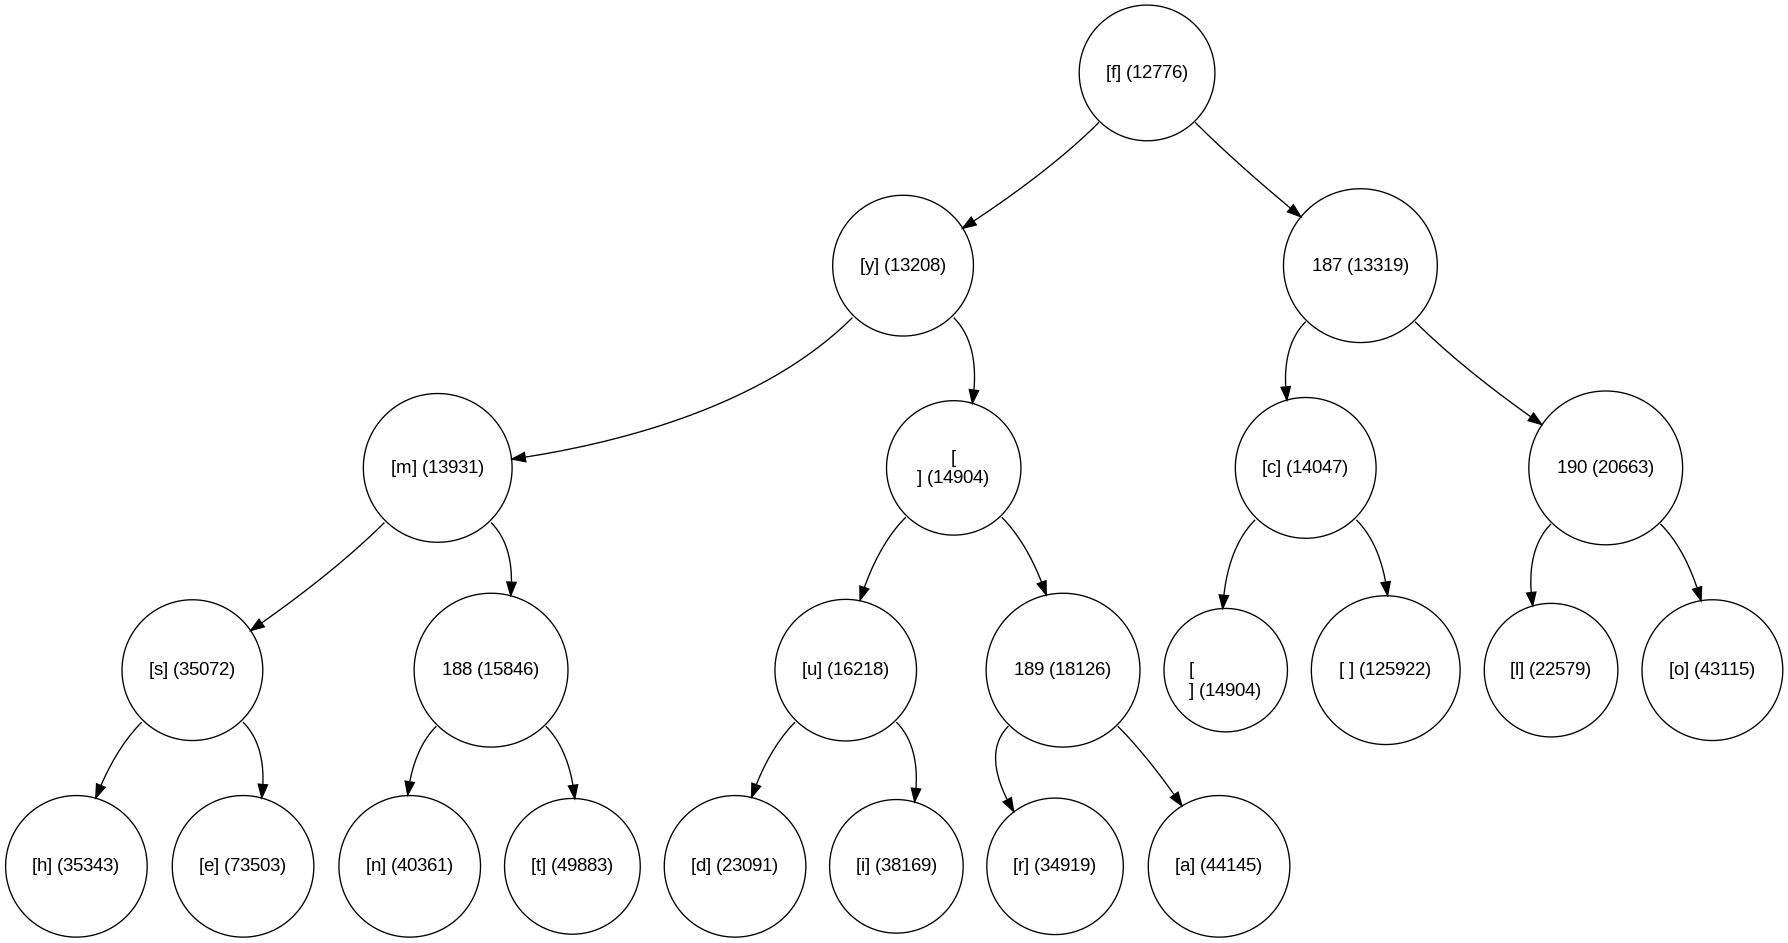 [f] (12776)
[y] (13208)
187 (13319)
[m] (13931)
[
] (14904)
[c] (14047)
190 (20663)
[s] (35072)
188 (15846)
[u] (16218)
189 (18126)
[
] (14904)
[ ] (125922)
[l] (22579)
[o] (43115)
[h] (35343)
[e] (73503)
[n] (40361)
[t] (49883)
[d] (23091)
[i] (38169)
[r] (34919)
[a] (44145)